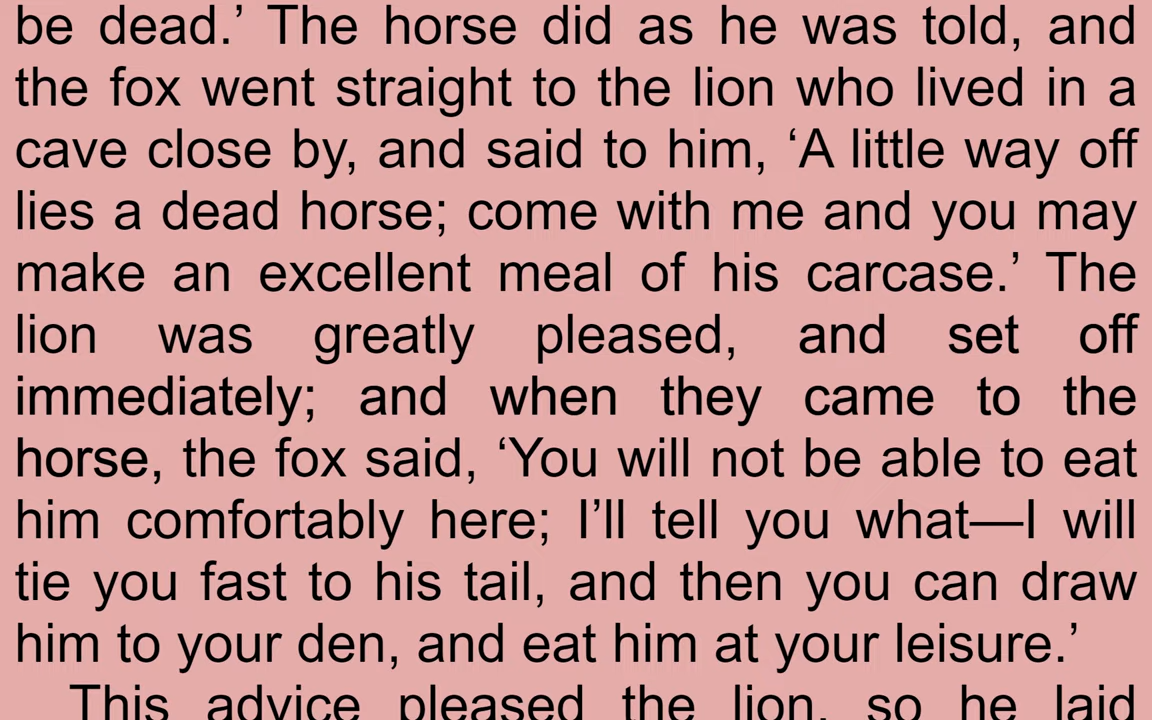 be dead.’ The horse did as he was told, and
the fox went straight to the lion who lived in a
cave close by, and said to him, ‘A little way off
lies a dead horse; come with me and you may
make an excellent meal of his carcase.’ The
lion was greatly pleased, and set off
immediately; and when they came to the
horse, the fox said, ‘You will not be able to eat
him comfortably here; I’ll tell you what—I will
tie you fast to his tail, and then you can draw
him to your den, and eat him at your leisure.’
This advice pleased the lion, so he laid